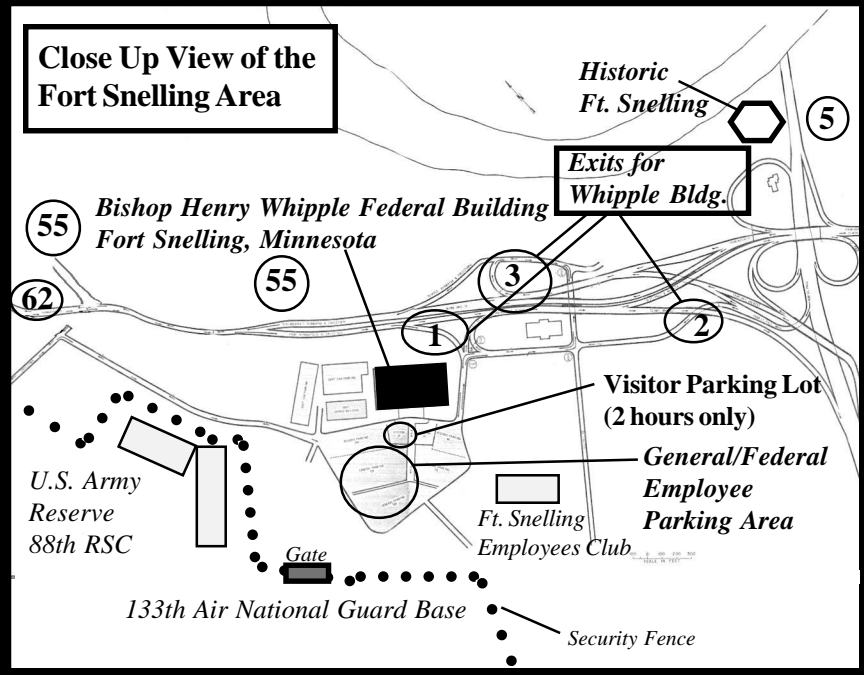 Close Up View of the
Fort Snelling Area
Historic
Ft. Snelling
5
Exits for
Whipple Bldg.
55
Bishop Henry Whipple Federal Building
Fort Snelling, Minnesota
55
62
3
1
2
Visitor Parking Lot
(2 hours only)
General/Federal
Employee
Parking Area
U.S. Army
Reserve
88th RSC
Ft. Snelling
Employees Club
Gate
133th Air National Guard Base
Security Fence
SCALE IN FEET